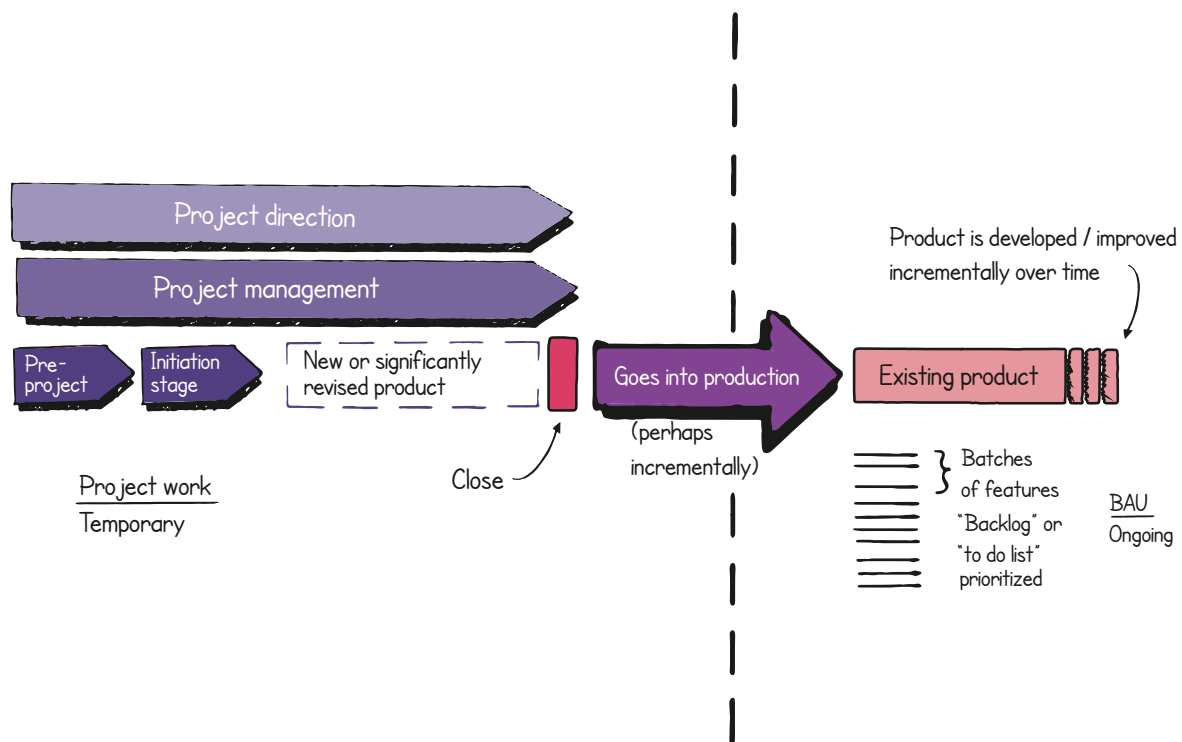 Project direction
Project management
Pre-
project
Initiation
stage
New or significantly
revised product
Close
Project work
Temporary
Goes into production
(perhaps
incrementally)
Product is developed / improved
incrementally over time
Existing product
Batches
of features
"Backlog" or
"to do list"
prioritized
BAU
Ongoing